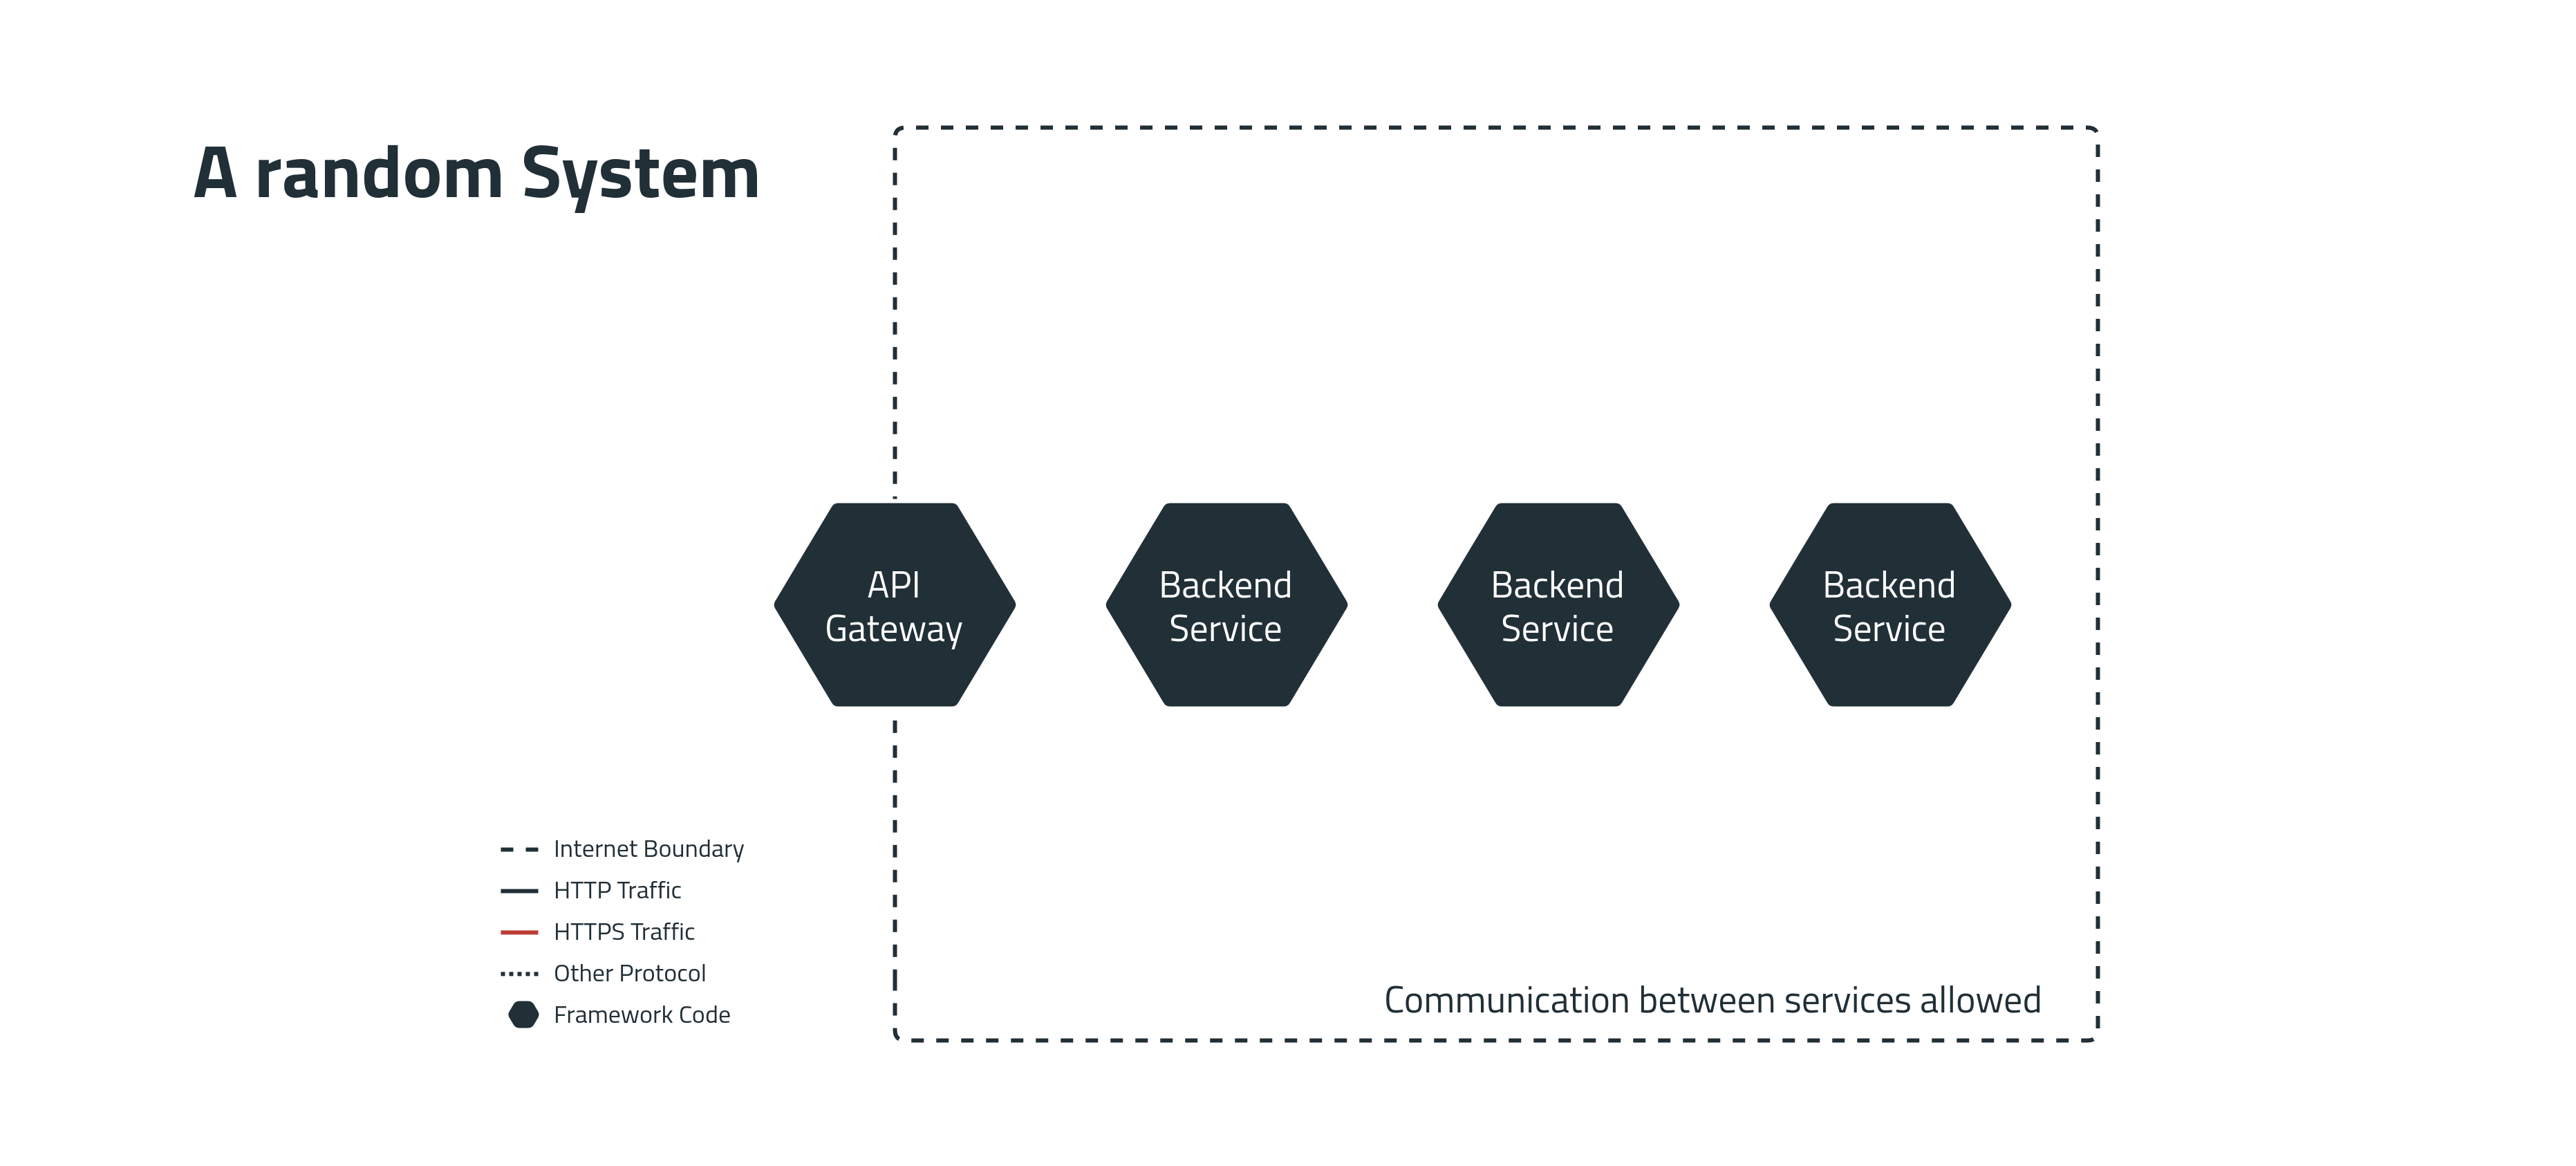 A random System
API
Gateway
Backend
Service
Backend
Service
Backend
Service
Internet Boundary
HTTP Traffic
HTTPS Traffic
Other Protocol
Framework Code
Communication between services allowed